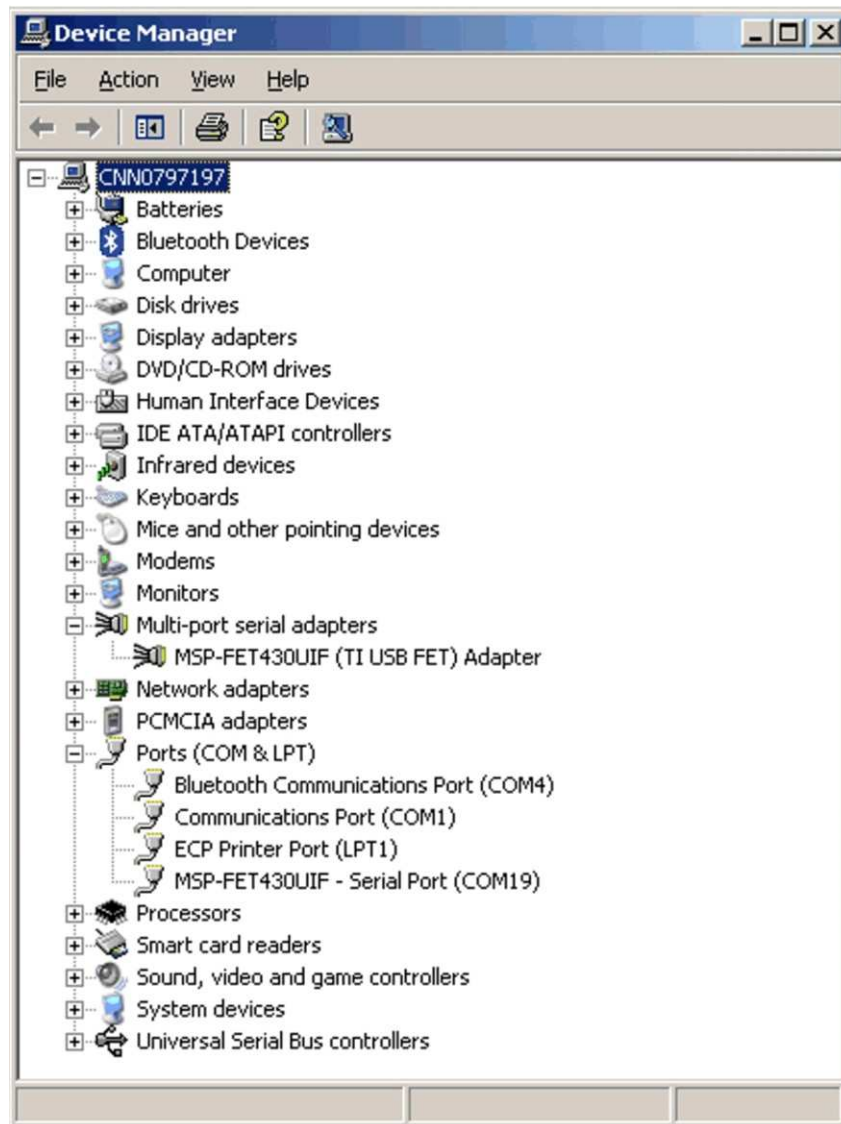 Device Manager
File Action View Help
CNN0797197
Batteries
Bluetooth Devices
Computer
Disk drives
Display adapters
DVD/CD-ROM drives
Human Interface Devices
IDE ATA/ATAPI controllers
Infrared devices
Keyboards
Mice and other pointing devices
Modems
Monitors
Multi-port serial adapters
MSP-FET430UIF (TI USB FET) Adapter
Network adapters
PCMCIA adapters
Ports (COM & LPT)
Bluetooth Communications Port (COM4)
Communications Port (COM1)
ECP Printer Port (LPT1)
MSP-FET430UIF - Serial Port (COM19)
Processors
Smart card readers
Sound, video and game controllers
System devices
Universal Serial Bus controllers